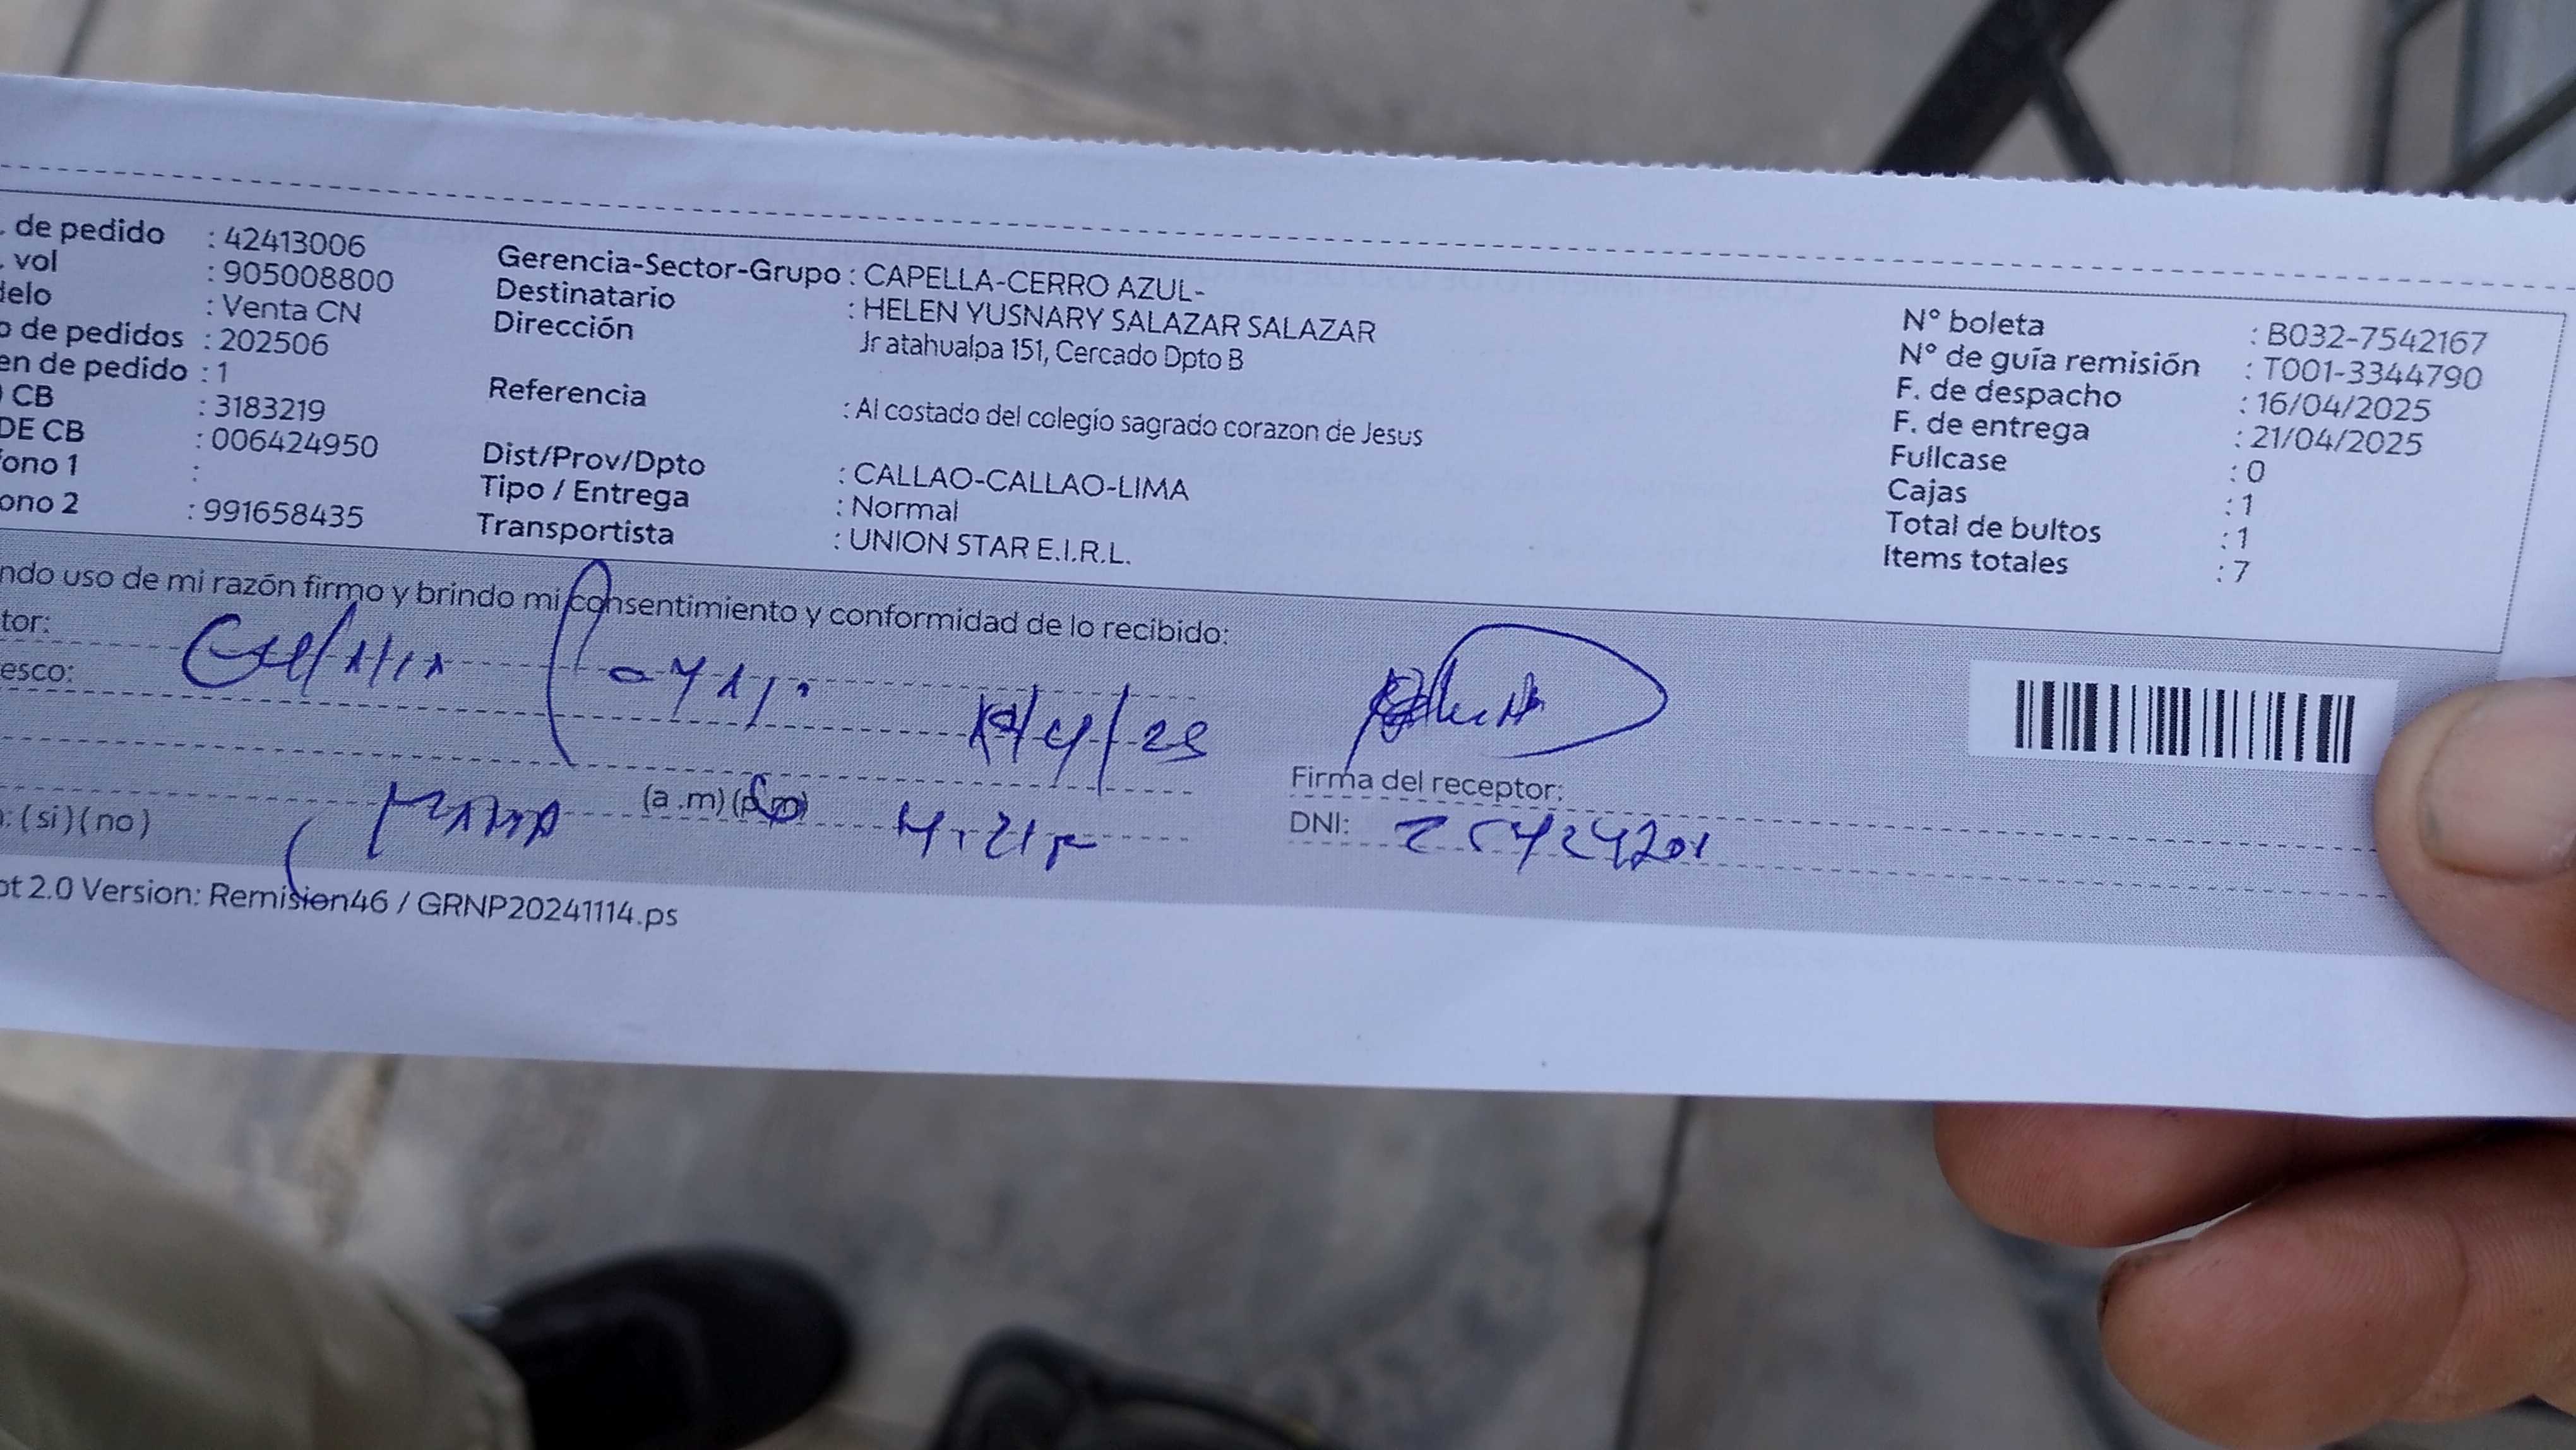 . de pedido : 42413006
. vol : 905008800
delo : Venta CN
o de pedidos : 202506
en de pedido : 1
CB : 3183219
DE CB : 006424950
ono 1 :
ono 2 : 991658435
Gerencia-Sector-Grupo : CAPELLA-CERRO AZUL-
Destinatario : HELEN YUSNARY SALAZAR SALAZAR
Dirección Jr atahualpa 151, Cercado Dpto B
Referencia : Al costado del colegio sagrado corazon de Jesus
Dist/Prov/Dpto : CALLAO-CALLAO-LIMA
Tipo / Entrega : Normal
Transportista : UNION STAR E.I.R.L.
N° boleta : B032-7542167
N° de guía remisión : T001-3344790
F. de despacho : 16/04/2025
F. de entrega : 21/04/2025
Fullcase : 0
Cajas : 1
Total de bultos : 1
Items totales : 7
ndo uso de mi razón firmo y brindo mi consentimiento y conformidad de lo recibido:
tor:
esco:
(a .m) (p.m)
: ( si ) ( no )
Firma del receptor:
DNI:
ot 2.0 Version: Remision46 / GRNP20241114.ps